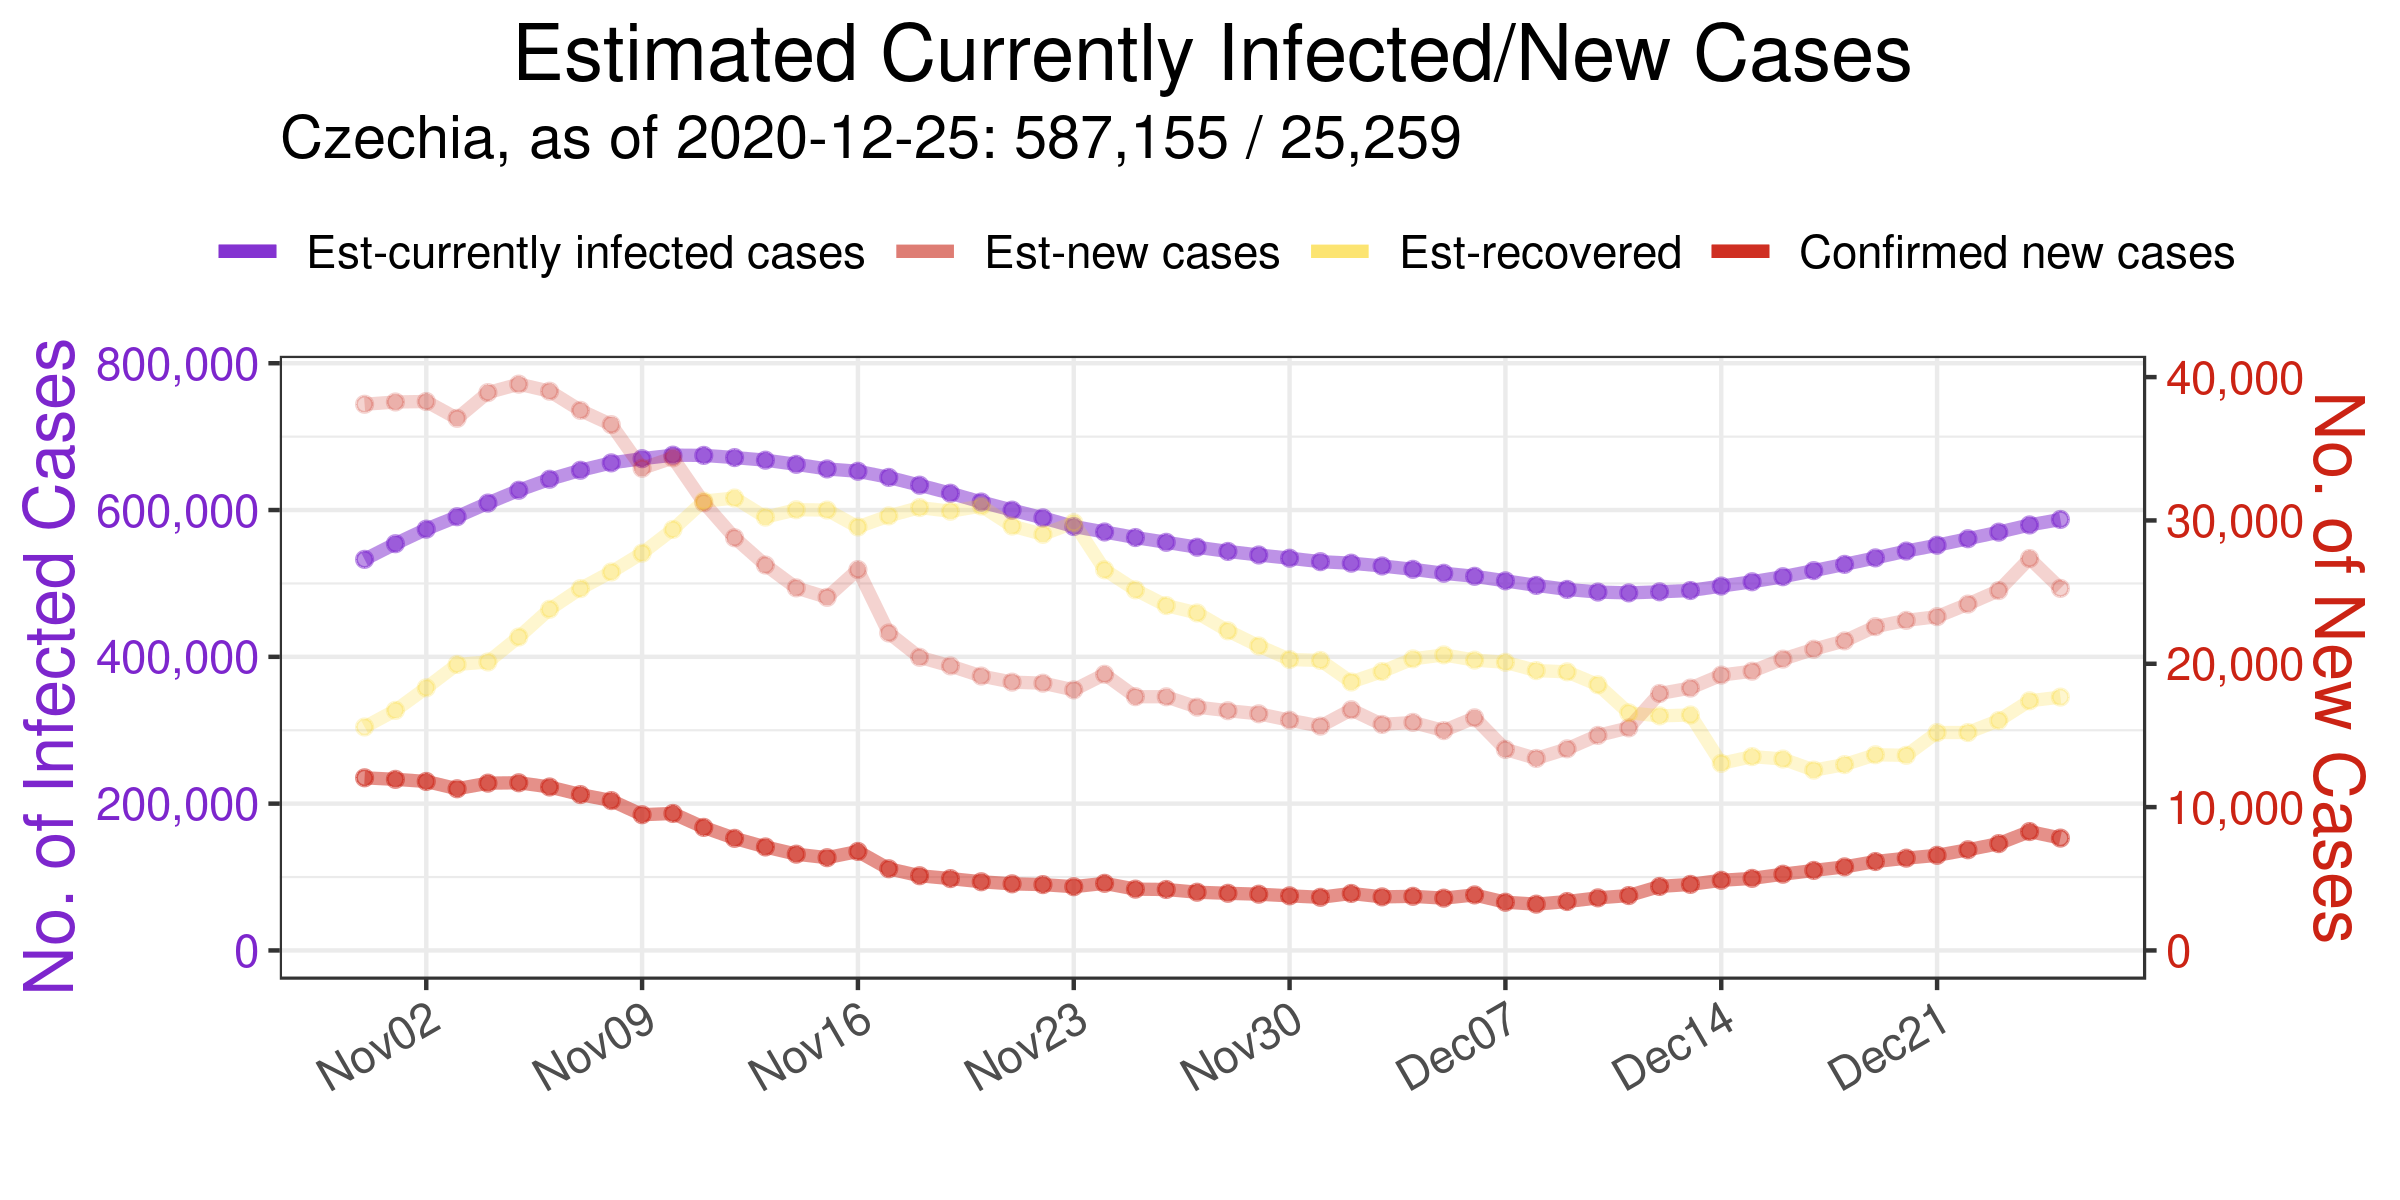 Estimated Currently Infected/New Cases
Czechia, as of 2020-12-25: 587,155 / 25,259
Est-currently infected cases Est-new cases Est-recovered Confirmed new cases
No. of Infected Cases
800,000
600,000
400,000
200,000
0
40,000
30,000
20,000
10,000
0
No. of New Cases
Nov02 Nov09 Nov16 Nov23 Nov30 Dec07 Dec14 Dec21